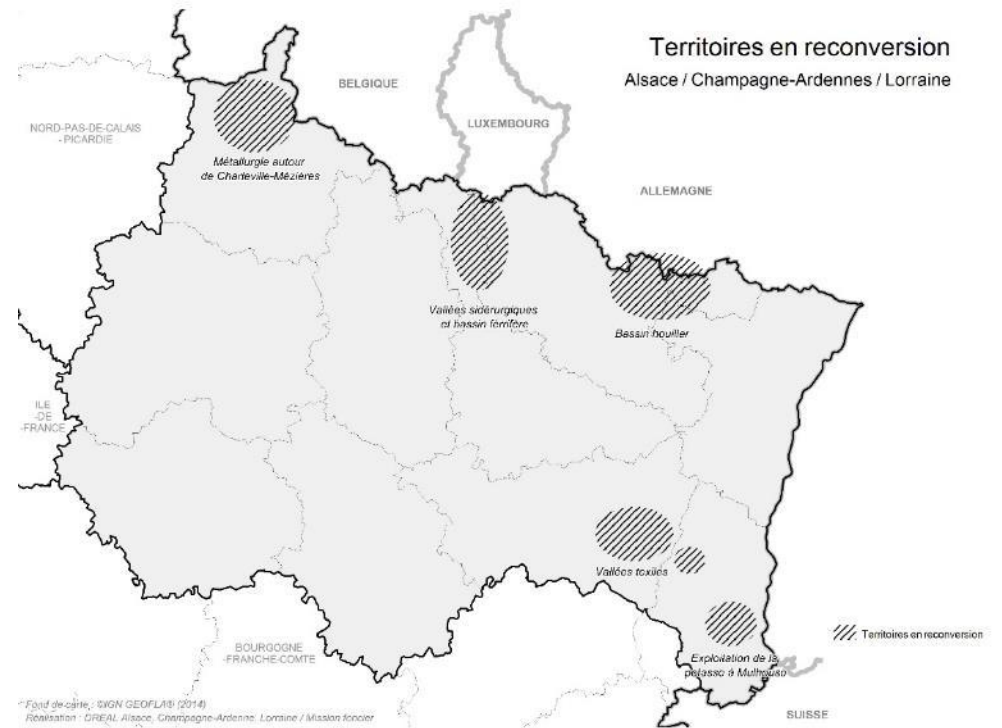 Territoires en reconversion
Alsace / Champagne-Ardennes / Lorraine
BELGIQUE
LUXEMBOURG
NORD-PAS-DE-CALAIS
-PICARDIE
Métallurgie autour
de Charleville-Mézières
ALLEMAGNE
Vallées sidérurgiques
et bassin ferrifère
Bassin houiller
ILE
-DE
-FRANCE
Vallées textiles
Territoires en reconversion
BOURGOGNE
-FRANCHE-COMTE
Exploitation de la
potasse à Mulhouse
SUISSE
Fond de carte : ©IGN GEOFLA® (2014)
Réalisation : DREAL Alsace, Champagne-Ardenne, Lorraine / Mission foncier